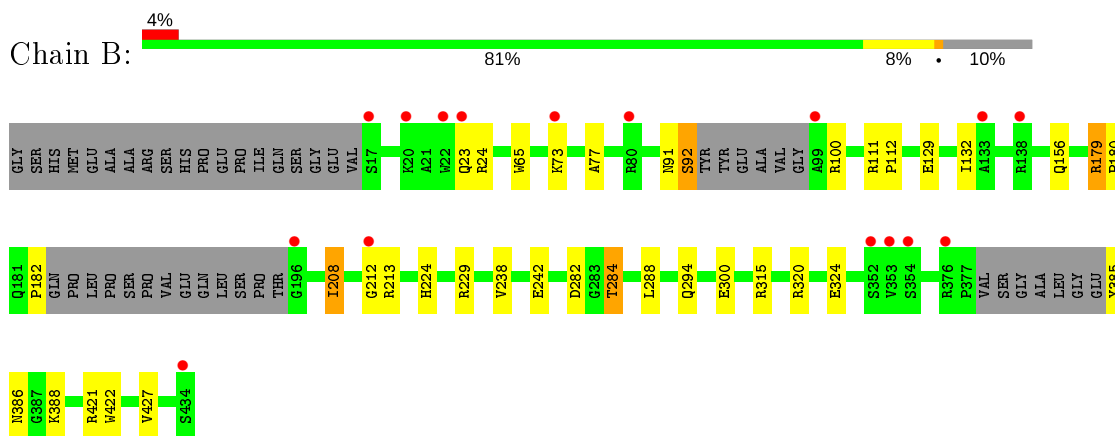 4%
Chain B:
81%
8%
•
10%
GLY SER HIS MET GLU ALA ALA ARG SER HIS PRO GLU PRO ILE GLN SER GLY GLU VAL S17 K20 A21 W22 Q23 R24 W65 K73 A77 R80 N91 S92 TYR TYR GLU ALA VAL GLY A99 R100 R111 P112 E129 I132 A133 R138 Q156 R179 P180
Q181 P182 GLN PRO LEU PRO SER PRO VAL GLU GLN LEU SER PRO THR G196 I208 G212 R213 H224 R229 V238 E242 D282 G283 T284 L288 Q294 E300 R315 R320 E324 S352 V353 S354 R376 P377 VAL SER GLY ALA LEU GLY GLU Y385
N386 G387 K388 R421 W422 V427 S434